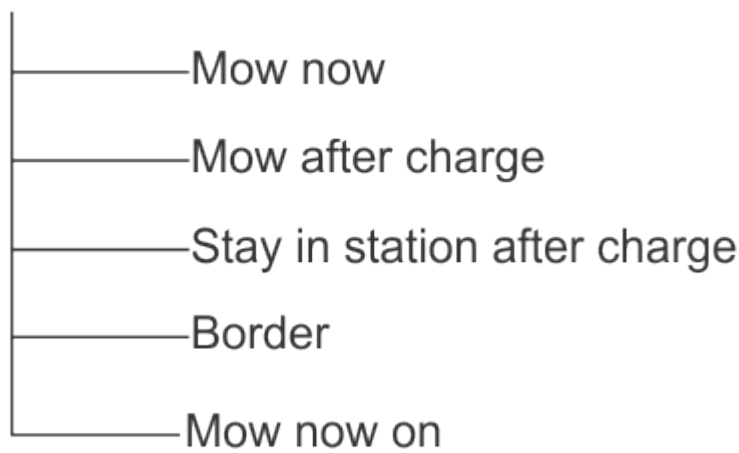 Mow now
Mow after charge
Stay in station after charge
Border
Mow now on